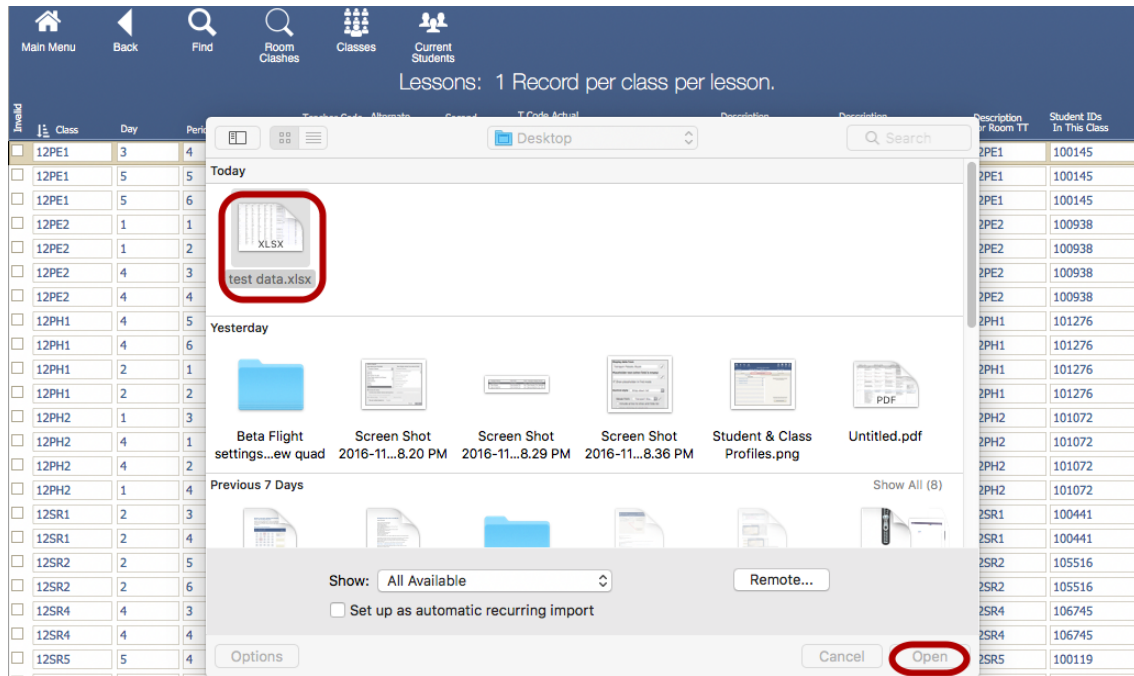 Main Menu Back Find Room Clashes Classes Current Students
Lessons: 1 Record per class per lesson.
Invalid Class Day Teacher Code Alternate Second T Code Actual Description Description Description Student IDs
or Room TT In This Class
Desktop Search
12PE1 3 4 2PE1 100145
Today
12PE1 5 5 2PE1 100145
12PE1 5 6 2PE1 100145
12PE2 1 1 2PE2 100938
XLSX
12PE2 1 2 2PE2 100938
test data.xlsx
12PE2 4 3 2PE2 100938
12PE2 4 4 2PE2 100938
Yesterday
12PH1 4 5 2PH1 101276
12PH1 4 6 2PH1 101276
12PH1 2 1 2PH1 101276
PDF
12PH1 2 2 2PH1 101276
12PH2 1 3 2PH2 101072
Beta Flight settings...ew quad
Screen Shot 2016-11...8.20 PM
Screen Shot 2016-11...8.29 PM
Screen Shot 2016-11...8.36 PM
Student & Class Profiles.png
Untitled.pdf
12PH2 4 1 2PH2 101072
12PH2 4 2 2PH2 101072
Previous 7 Days Show All (8)
12PH2 1 4 2PH2 101072
12SR1 2 3 2SR1 100441
12SR1 2 4 2SR1 100441
12SR2 2 5 2SR2 105516
Show: All Available Remote...
12SR2 2 6 2SR2 105516
Set up as automatic recurring import
12SR4 4 3 2SR4 106745
12SR4 4 4 2SR4 106745
12SR5 5 4 2SR5 100119
Options Cancel Open